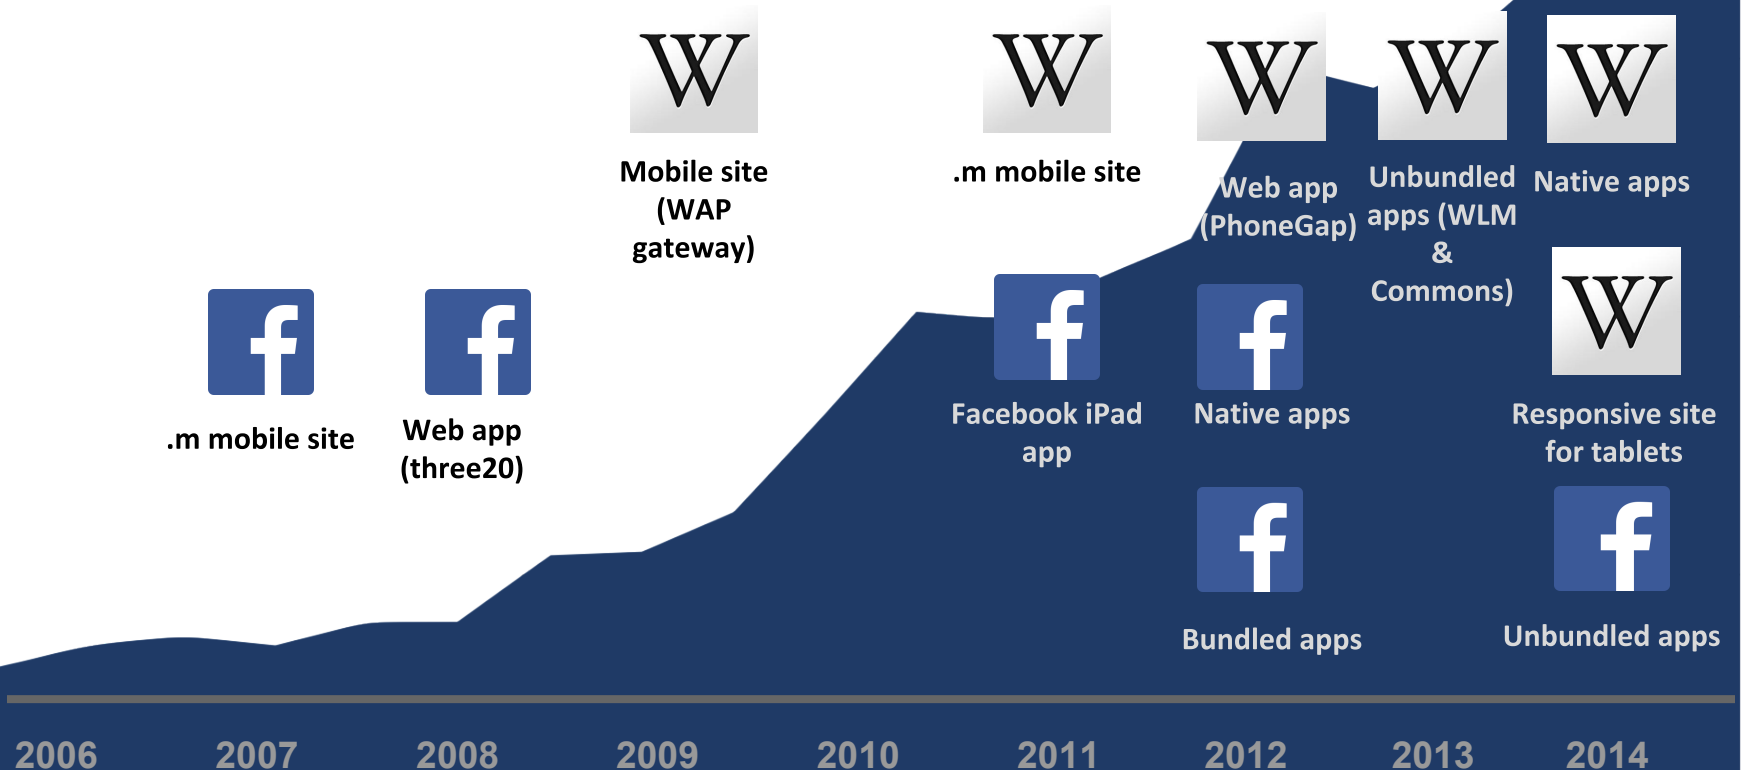 Mobile site
(WAP
gateway)
.m mobile site
Web app
(PhoneGap)
Unbundled
apps (WLM
&
Commons)
Native apps
.m mobile site
Web app
(three20)
Facebook iPad
app
Native apps
Responsive site
for tablets
Bundled apps
Unbundled apps
2006 2007 2008 2009 2010 2011 2012 2013 2014